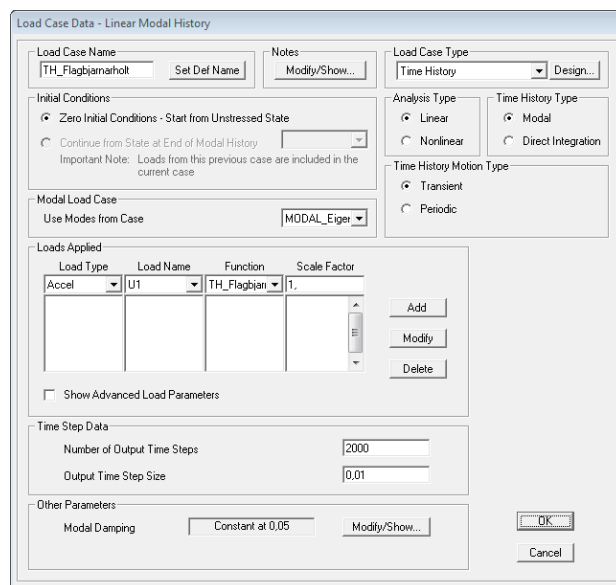 Load Case Data - Linear Modal History
Load Case Name
TH_Flagbjarnarholt
Set Def Name
Notes
Modify/Show...
Load Case Type
Time History
Design...
Initial Conditions
Zero Initial Conditions - Start from Unstressed State
Continue from State at End of Modal History
Important Note: Loads from this previous case are included in the
current case
Analysis Type
Linear
Nonlinear
Time History Type
Modal
Direct Integration
Time History Motion Type
Transient
Periodic
Modal Load Case
Use Modes from Case
MODAL_Eiger
Loads Applied
Load Type Load Name Function Scale Factor
Accel U1 TH_Flagbjarı 1,
Add
Modify
Delete
Show Advanced Load Parameters
Time Step Data
Number of Output Time Steps 2000
Output Time Step Size 0,01
Other Parameters
Modal Damping Constant at 0,05 Modify/Show...
OK
Cancel